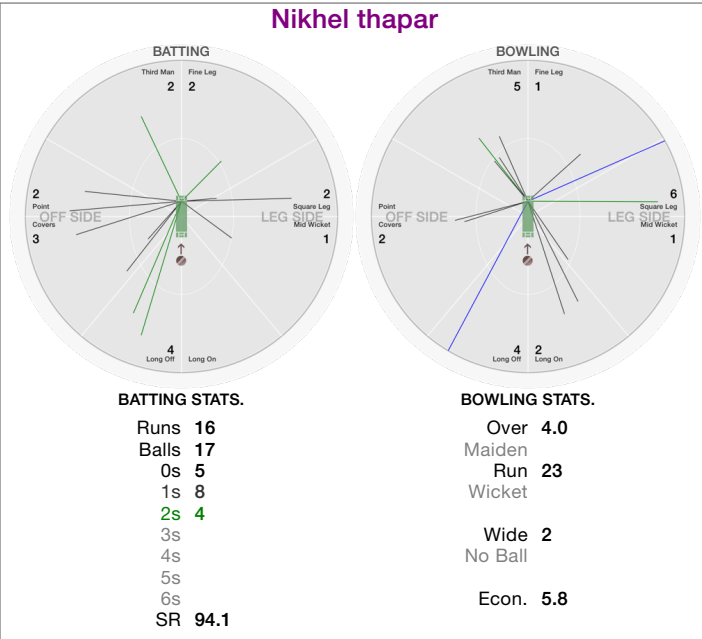 Nikhel thapar
BATTING
Third Man Fine Leg
2 2
2
Point
OFF SIDE
Covers
3
2
Square Leg
LEG SIDE
Mid Wicket
1
4
Long Off Long On
BOWLING
Third Man Fine Leg
5 1
Point
OFF SIDE
Covers
2
6
Square Leg
LEG SIDE
Mid Wicket
1
4 2
Long Off Long On
BATTING STATS.
Runs 16
Balls 17
0s 5
1s 8
2s 4
3s
4s
5s
6s
SR 94.1
BOWLING STATS.
Over 4.0
Maiden
Run 23
Wicket
Wide 2
No Ball
Econ. 5.8